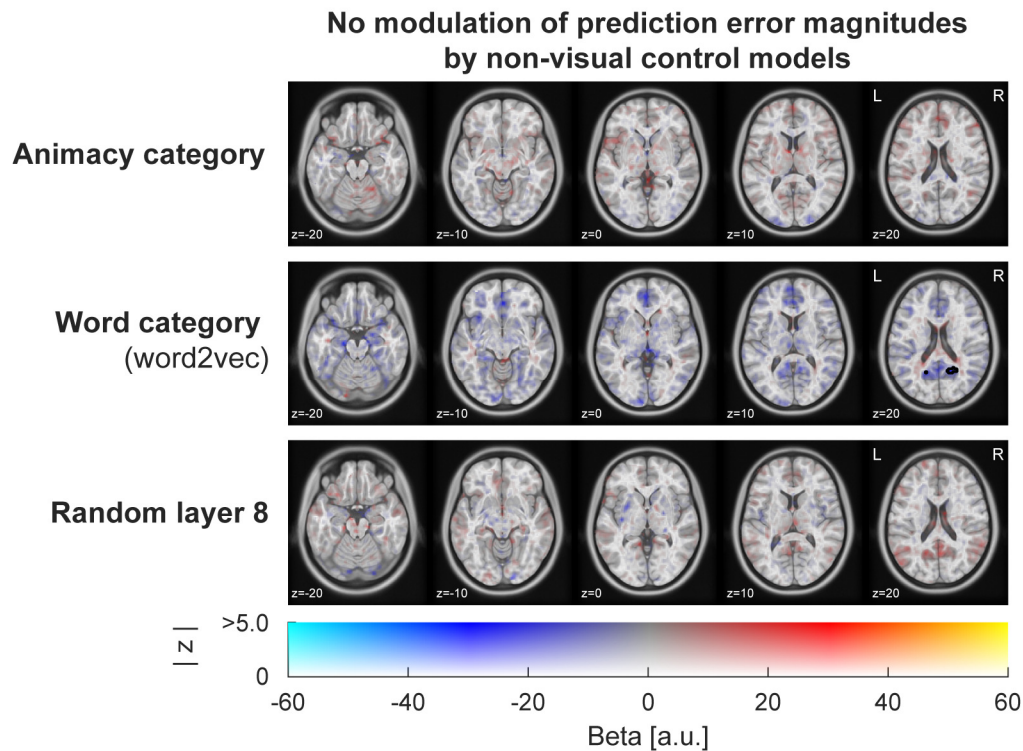 No modulation of prediction error magnitudes
by non-visual control models
Animacy category
L R
z=-20 z=-10 z=0 z=10 z=20
Word category
(word2vec)
L R
z=-20 z=-10 z=0 z=10 z=20
Random layer 8
L R
z=-20 z=-10 z=0 z=10 z=20
| z |
>5.0
0
-60 -40 -20 0 20 40 60
Beta [a.u.]